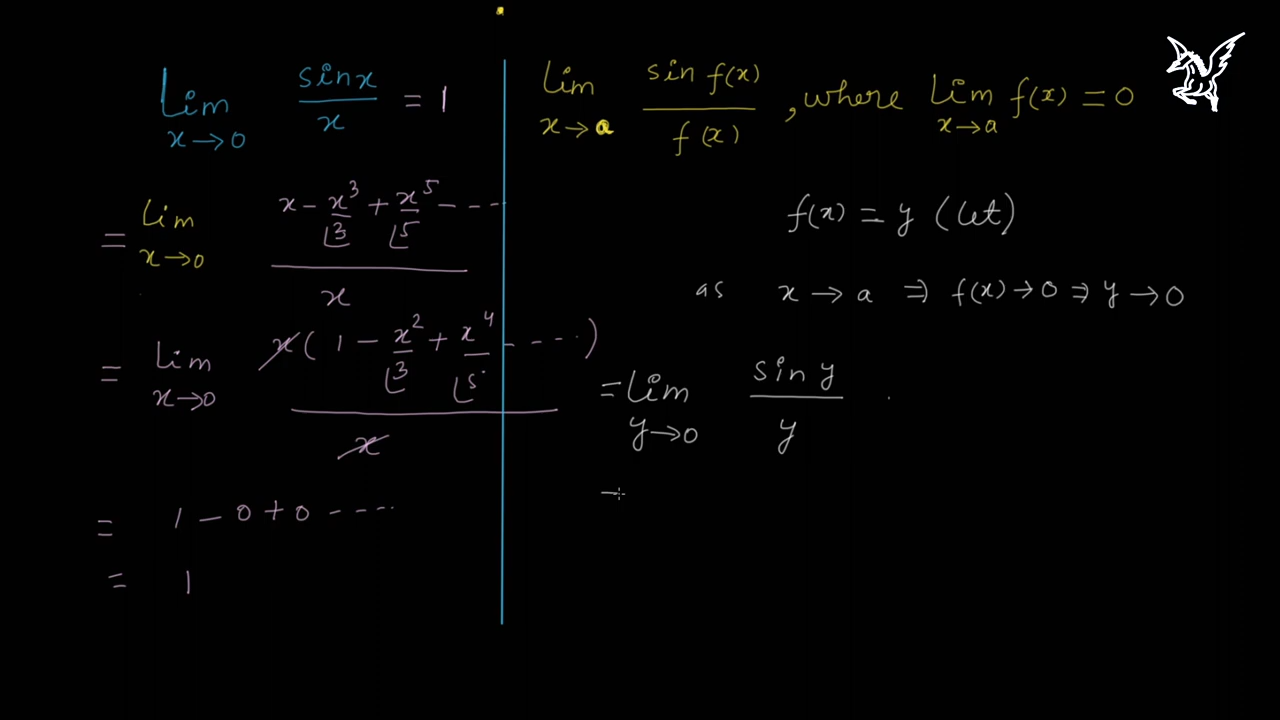 lim x→0 sinx/x = 1
= lim x→0 (x - x³/⌊3 + x⁵/⌊5 ----)/x
= lim x→0 x(1 - x²/⌊3 + x⁴/⌊5 - ----)/x
= 1 - 0 + 0 ----
= 1
lim x→a sin f(x)/f(x) , where lim x→a f(x) = 0
f(x) = y (let)
as x → a ⇒ f(x) → 0 ⇒ y → 0
= lim y→0 sin y/y